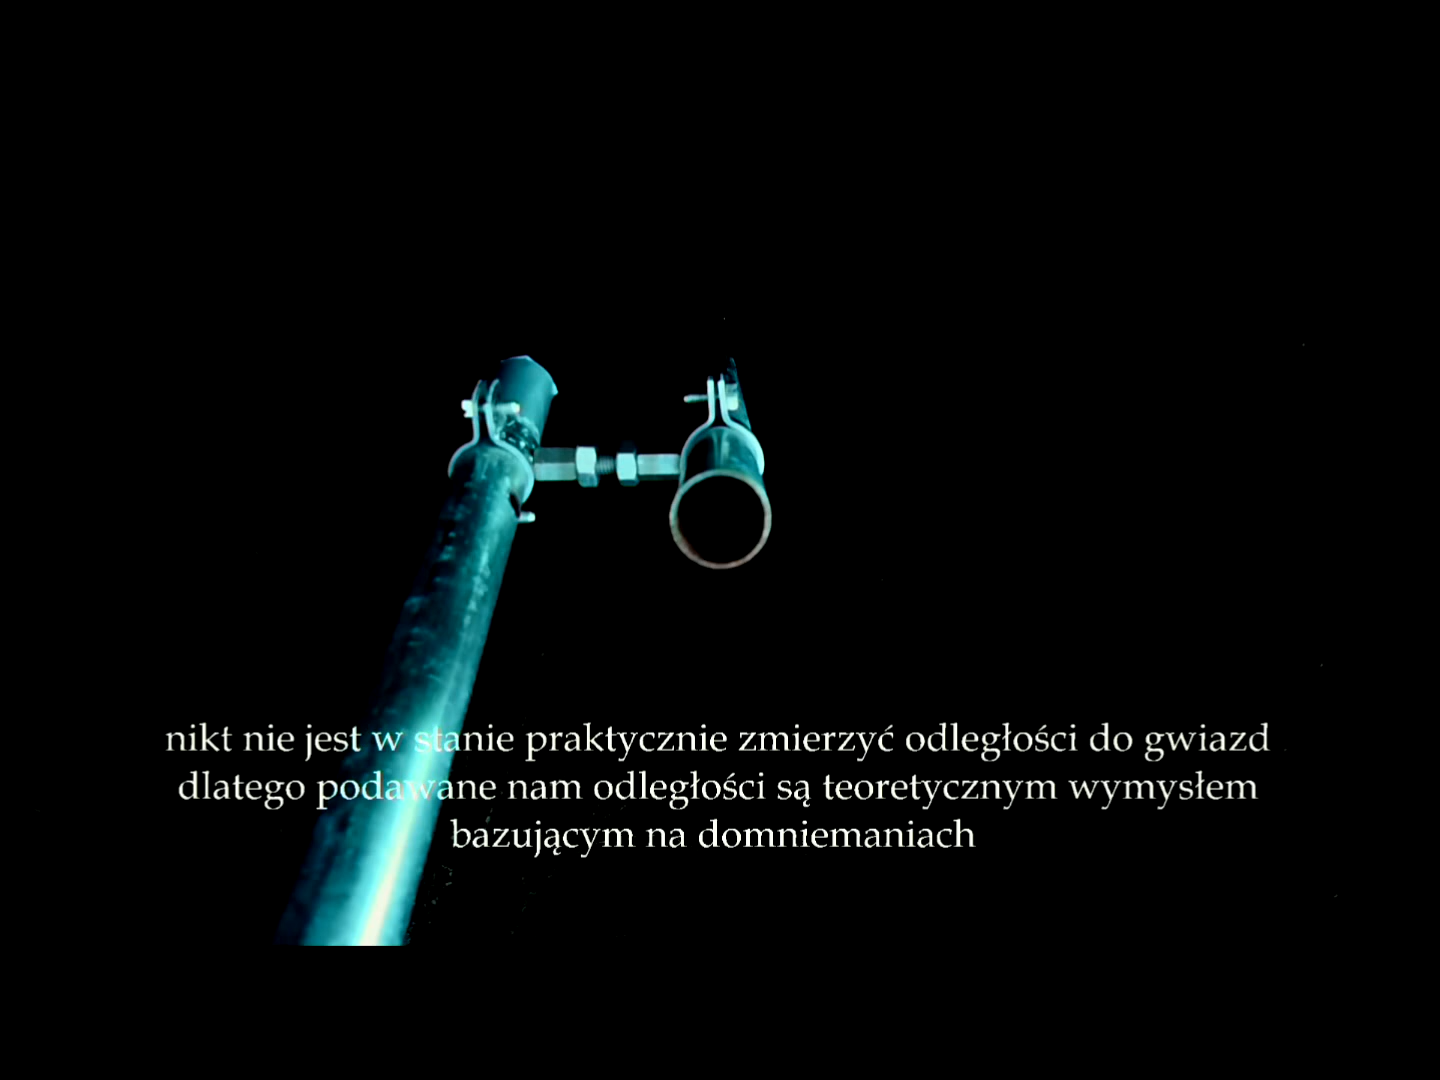 nikt nie jest w stanie praktycznie zmierzyć odległości do gwiazd
dlatego podawane nam odległości są teoretycznym wymysłem
bazującym na domniemaniach